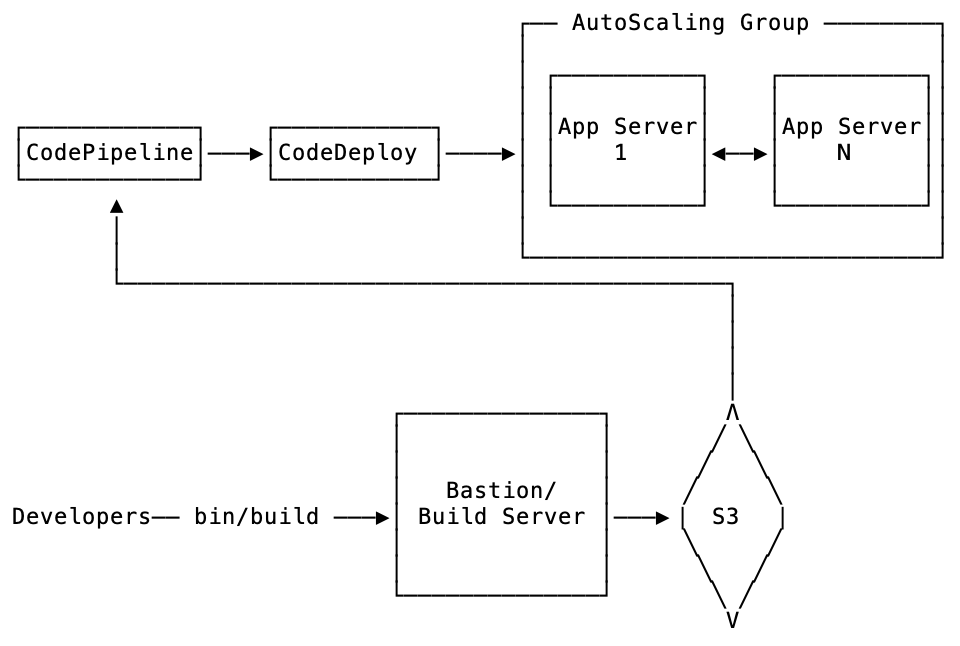 AutoScaling Group
App Server
1
App Server
N
CodePipeline
CodeDeploy
Bastion/
Build Server
Developers
bin/build
S3